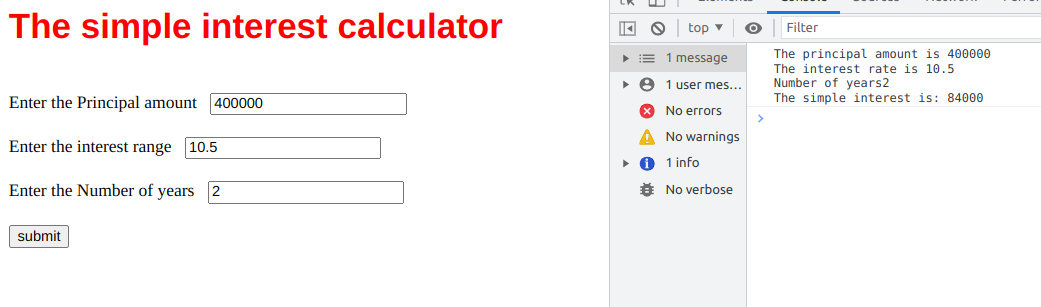 The simple interest calculator
Enter the Principal amount 400000
Enter the interest range 10.5
Enter the Number of years 2
submit
top
Filter
1 message
1 user mes...
No errors
No warnings
1 info
No verbose
The principal amount is 400000
The interest rate is 10.5
Number of years2
The simple interest is: 84000